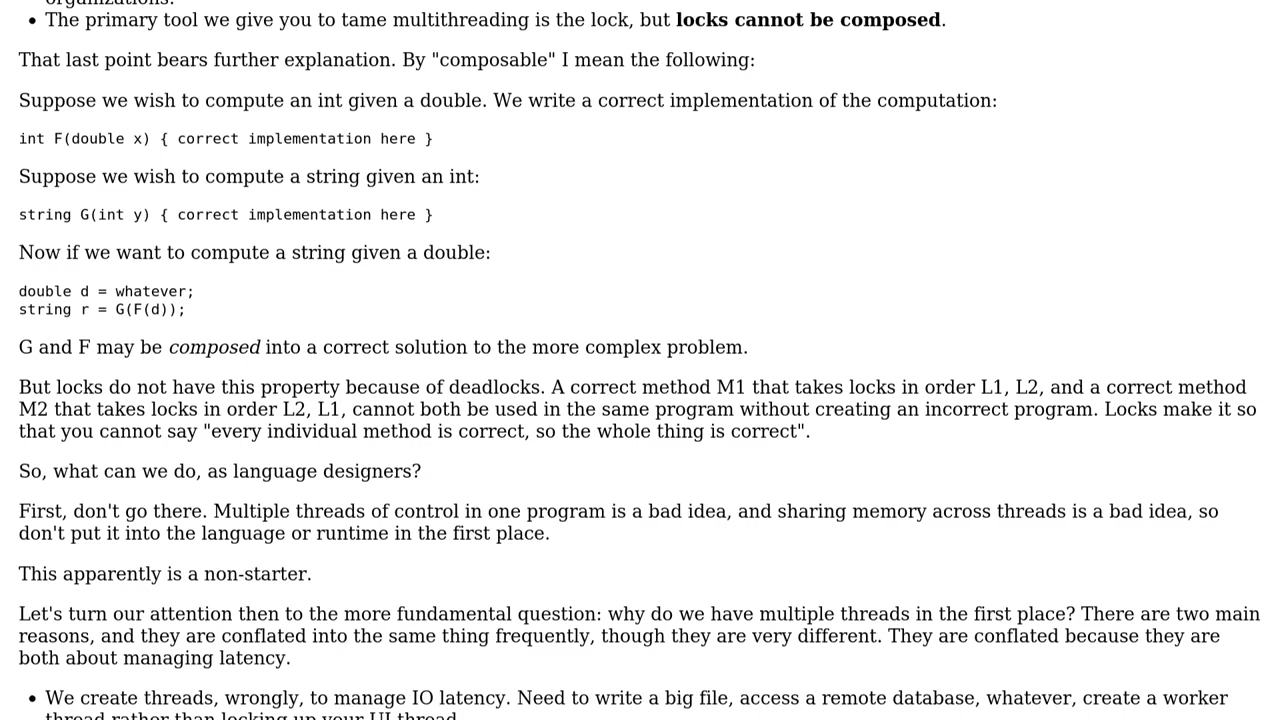 organizations.
• The primary tool we give you to tame multithreading is the lock, but locks cannot be composed.
That last point bears further explanation. By "composable" I mean the following:
Suppose we wish to compute an int given a double. We write a correct implementation of the computation:
int F(double x) { correct implementation here }
Suppose we wish to compute a string given an int:
string G(int y) { correct implementation here }
Now if we want to compute a string given a double:
double d = whatever;
string r = G(F(d));
G and F may be composed into a correct solution to the more complex problem.
But locks do not have this property because of deadlocks. A correct method M1 that takes locks in order L1, L2, and a correct method
M2 that takes locks in order L2, L1, cannot both be used in the same program without creating an incorrect program. Locks make it so
that you cannot say "every individual method is correct, so the whole thing is correct".
So, what can we do, as language designers?
First, don't go there. Multiple threads of control in one program is a bad idea, and sharing memory across threads is a bad idea, so
don't put it into the language or runtime in the first place.
This apparently is a non-starter.
Let's turn our attention then to the more fundamental question: why do we have multiple threads in the first place? There are two main
reasons, and they are conflated into the same thing frequently, though they are very different. They are conflated because they are
both about managing latency.
• We create threads, wrongly, to manage IO latency. Need to write a big file, access a remote database, whatever, create a worker
thread rather than locking up your UI thread.